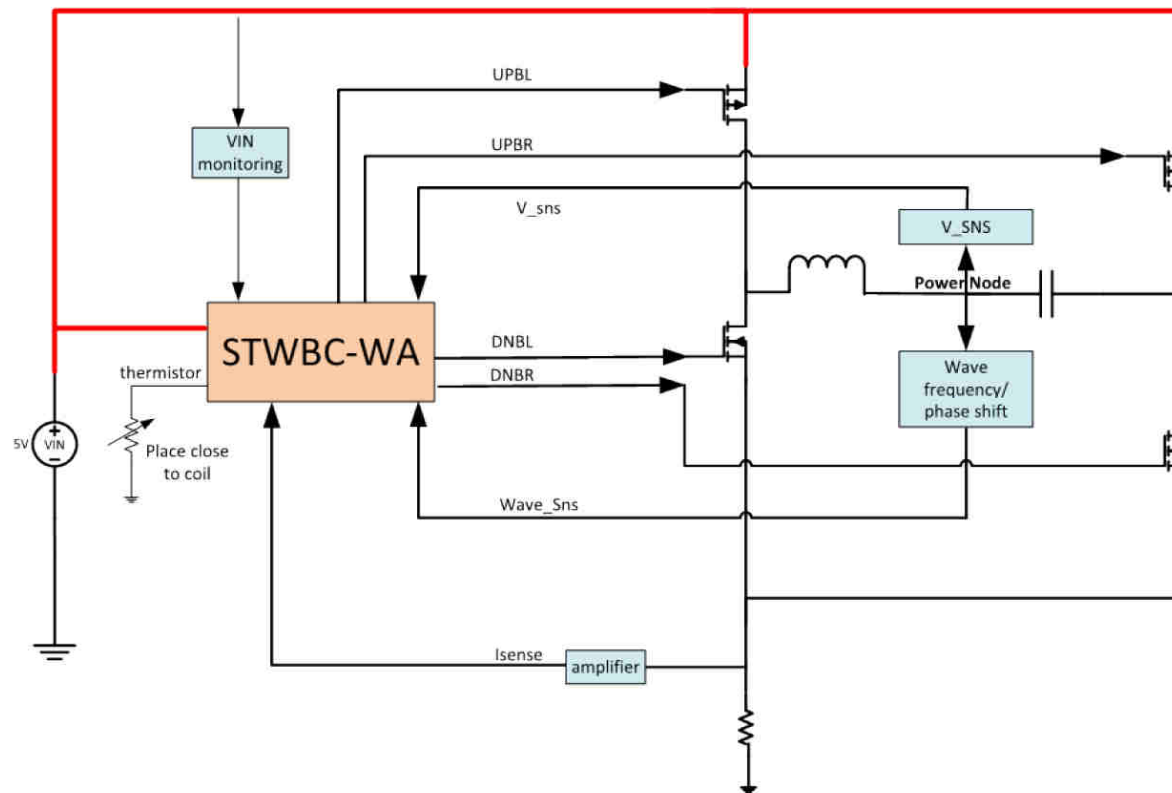 UPBL
VIN
monitoring
UPBR
V_sns
V_SNS
Power Node
STWBC-WA
DNBL
DNBR
thermistor
Wave
frequency/
phase shift
5V
+
VIN
−
Place close
to coil
Wave_Sns
Isense
amplifier